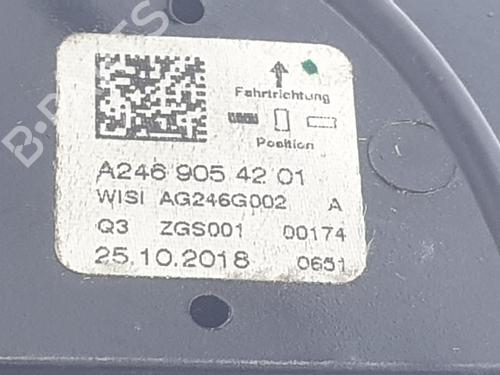 Fahrtrichtung
Position
A246 905 42 01
WISI AG246G002 A
Q3 ZGS001 00174
25.10.2018 0651
B-PARTS